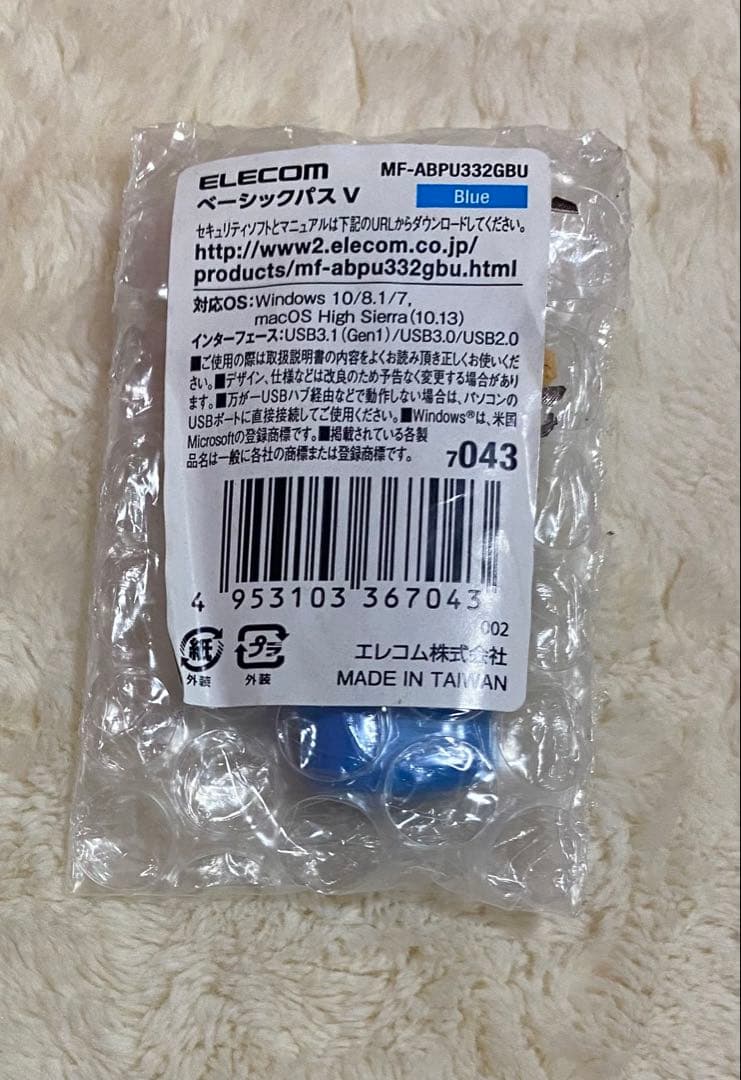 ELECOM MF-ABPU332GBU
ベーシックパス V Blue
セキュリティソフトとマニュアルは下記のURLからダウンロードしてください。
http://www2.elecom.co.jp/
products/mf-abpu332gbu.html
対応OS:Windows 10/8.1/7,
macOS High Sierra(10.13)
インターフェース:USB3.1(Gen1)/USB3.0/USB2.0
■ご使用の際は取扱説明書の内容をよくお読み頂き正しくお使いくだ
さい。■デザイン、仕様などは改良のため予告なく変更する場合があり
ます。■万が一USBハブ経由などで動作しない場合は、パソコンの
USBポートに直接接続してご使用ください。■Windows®は、米国
Microsoftの登録商標です。■掲載されている各製
品名は一般に各社の商標または登録商標です。 7043
4 953103 367043
002
紙 プラ エレコム株式会社
外装 外装 MADE IN TAIWAN